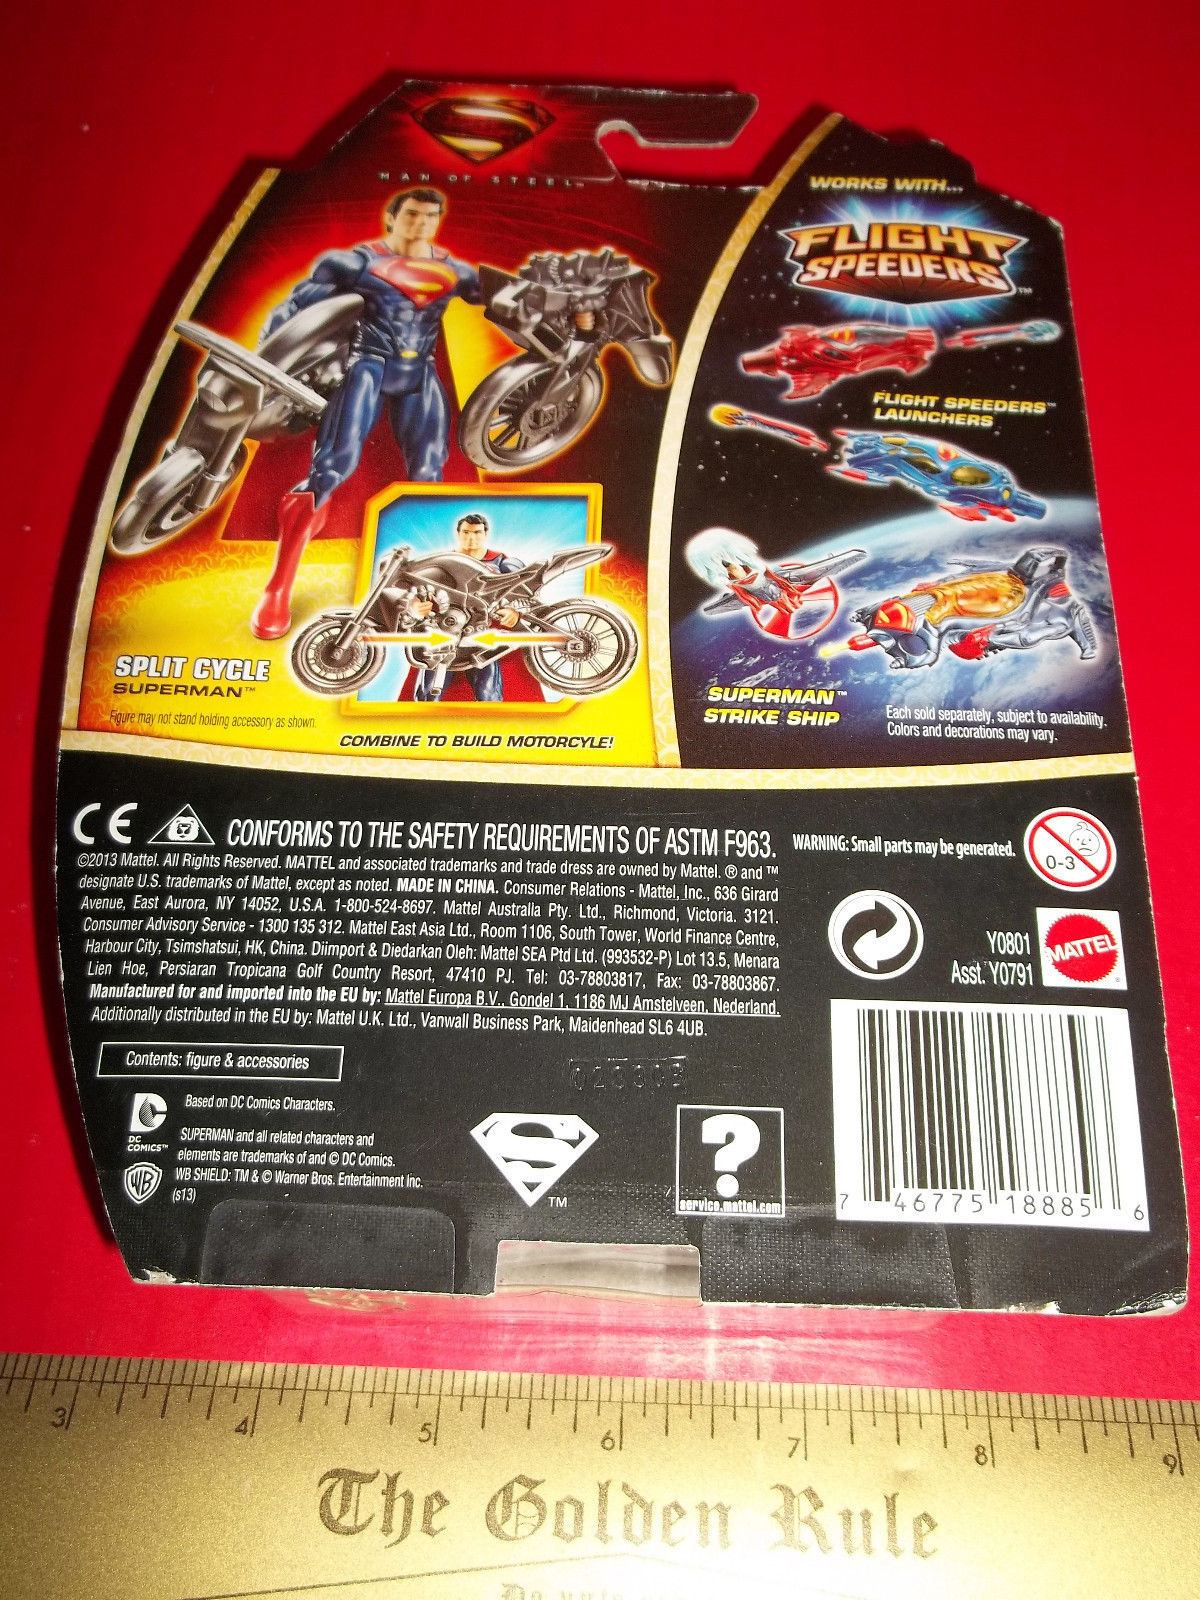 MAN OF STEEL™
WORKS WITH...
FLIGHT
SPEEDERS™
FLIGHT SPEEDERS™
LAUNCHERS
SPLIT CYCLE
SUPERMAN™
Figure may not stand holding accessory as shown.
COMBINE TO BUILD MOTORCYLE!
SUPERMAN™
STRIKE SHIP
Each sold separately, subject to availability.
Colors and decorations may vary.
CE CONFORMS TO THE SAFETY REQUIREMENTS OF ASTM F963.
©2013 Mattel. All Rights Reserved. MATTEL and associated trademarks and trade dress are owned by Mattel. ® and ™
designate U.S. trademarks of Mattel, except as noted. MADE IN CHINA. Consumer Relations - Mattel, Inc., 636 Girard
Avenue, East Aurora, NY 14052, U.S.A. 1-800-524-8697. Mattel Australia Pty. Ltd., Richmond, Victoria. 3121.
Consumer Advisory Service - 1300 135 312. Mattel East Asia Ltd., Room 1106, South Tower, World Finance Centre,
Harbour City, Tsimshatsui, HK, China. Diimport & Diedarkan Oleh: Mattel SEA Ptd Ltd. (993532-P) Lot 13.5, Menara
Lien Hoe, Persiaran Tropicana Golf Country Resort, 47410 PJ. Tel: 03-78803817, Fax: 03-78803867.
Manufactured for and imported into the EU by: Mattel Europa B.V., Gondel 1, 1186 MJ Amstelveen, Nederland.
Additionally distributed in the EU by: Mattel U.K. Ltd., Vanwall Business Park, Maidenhead SL6 4UB.
WARNING: Small parts may be generated.
0-3
Y0801
Asst. Y0791
MATTEL
Contents: figure & accessories
DC
COMICS™
Based on DC Comics Characters.
SUPERMAN and all related characters and
elements are trademarks of and © DC Comics.
WB
WB SHIELD: TM & © Warner Bros. Entertainment Inc.
(s13)
S
TM
?
service.mattel.com
7 46775 18885 6
3 4 5 6 7 8 9
The Golden Rule